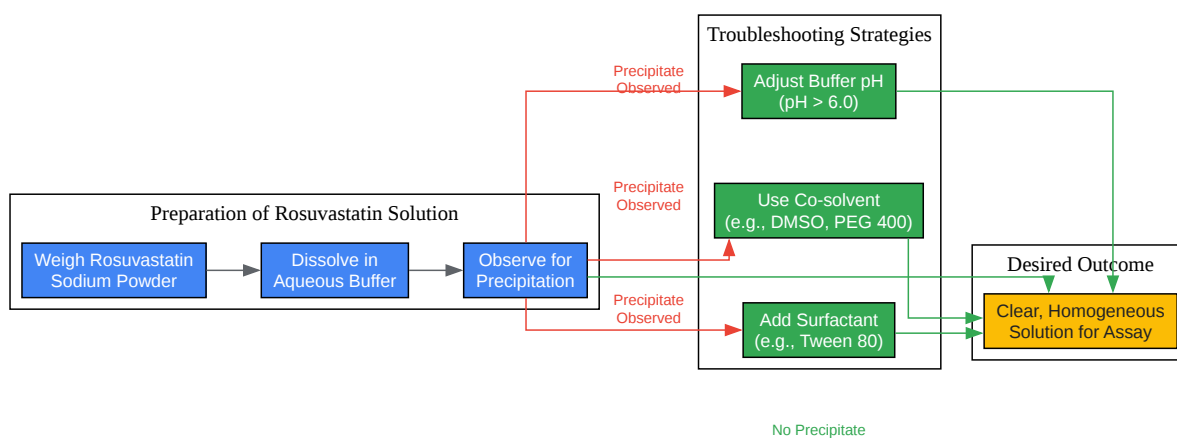 Preparation of Rosuvastatin Solution
Weigh Rosuvastatin
Sodium Powder
Dissolve in
Aqueous Buffer
Observe for
Precipitation
Precipitate
Observed
Precipitate
Observed
Precipitate
Observed
Troubleshooting Strategies
Adjust Buffer pH
(pH > 6.0)
Use Co-solvent
(e.g., DMSO, PEG 400)
Add Surfactant
(e.g., Tween 80)
Desired Outcome
Clear, Homogeneous
Solution for Assay
No Precipitate